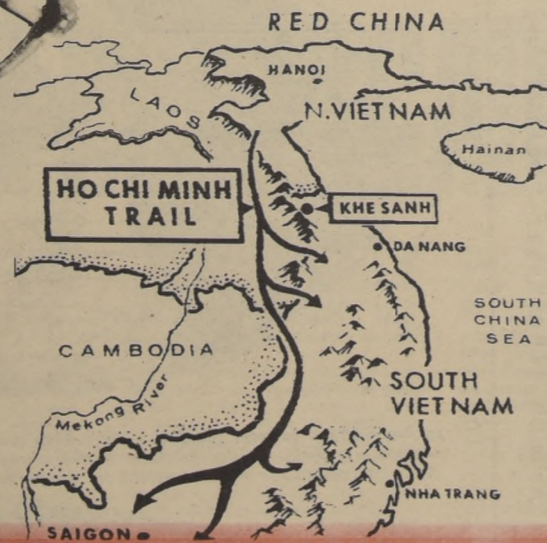 RED CHINA
HANOI
LAOS
N.VIETNAM
Hainan
HO CHI MINH
TRAIL
KHE SANH
DA NANG
SOUTH
CHINA
SEA
CAMBODIA
SOUTH
VIETNAM
Mekong River
NHA TRANG
SAIGON